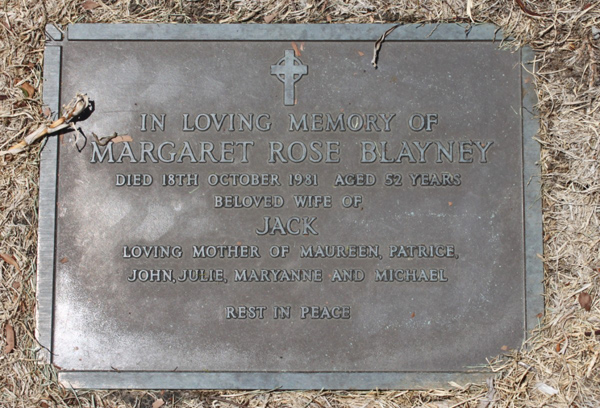 IN LOVING MEMORY OF
MARGARET ROSE BLAYNEY
DIED 18TH OCTOBER 1981 AGED 52 YEARS
BELOVED WIFE OF,
JACK
LOVING MOTHER OF MAUREEN, PATRICE,
JOHN, JULIE, MARYANNE AND MICHAEL
REST IN PEACE